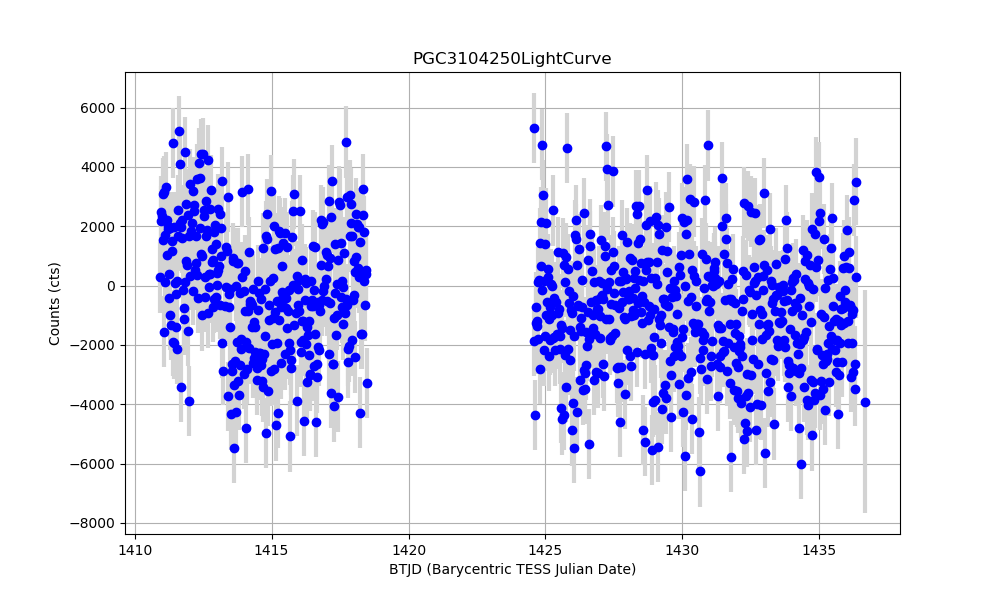 PGC3104250LightCurve
Counts (cts)
6000
4000
2000
0
−2000
−4000
−6000
−8000
1410 1415 1420 1425 1430 1435
BTJD (Barycentric TESS Julian Date)